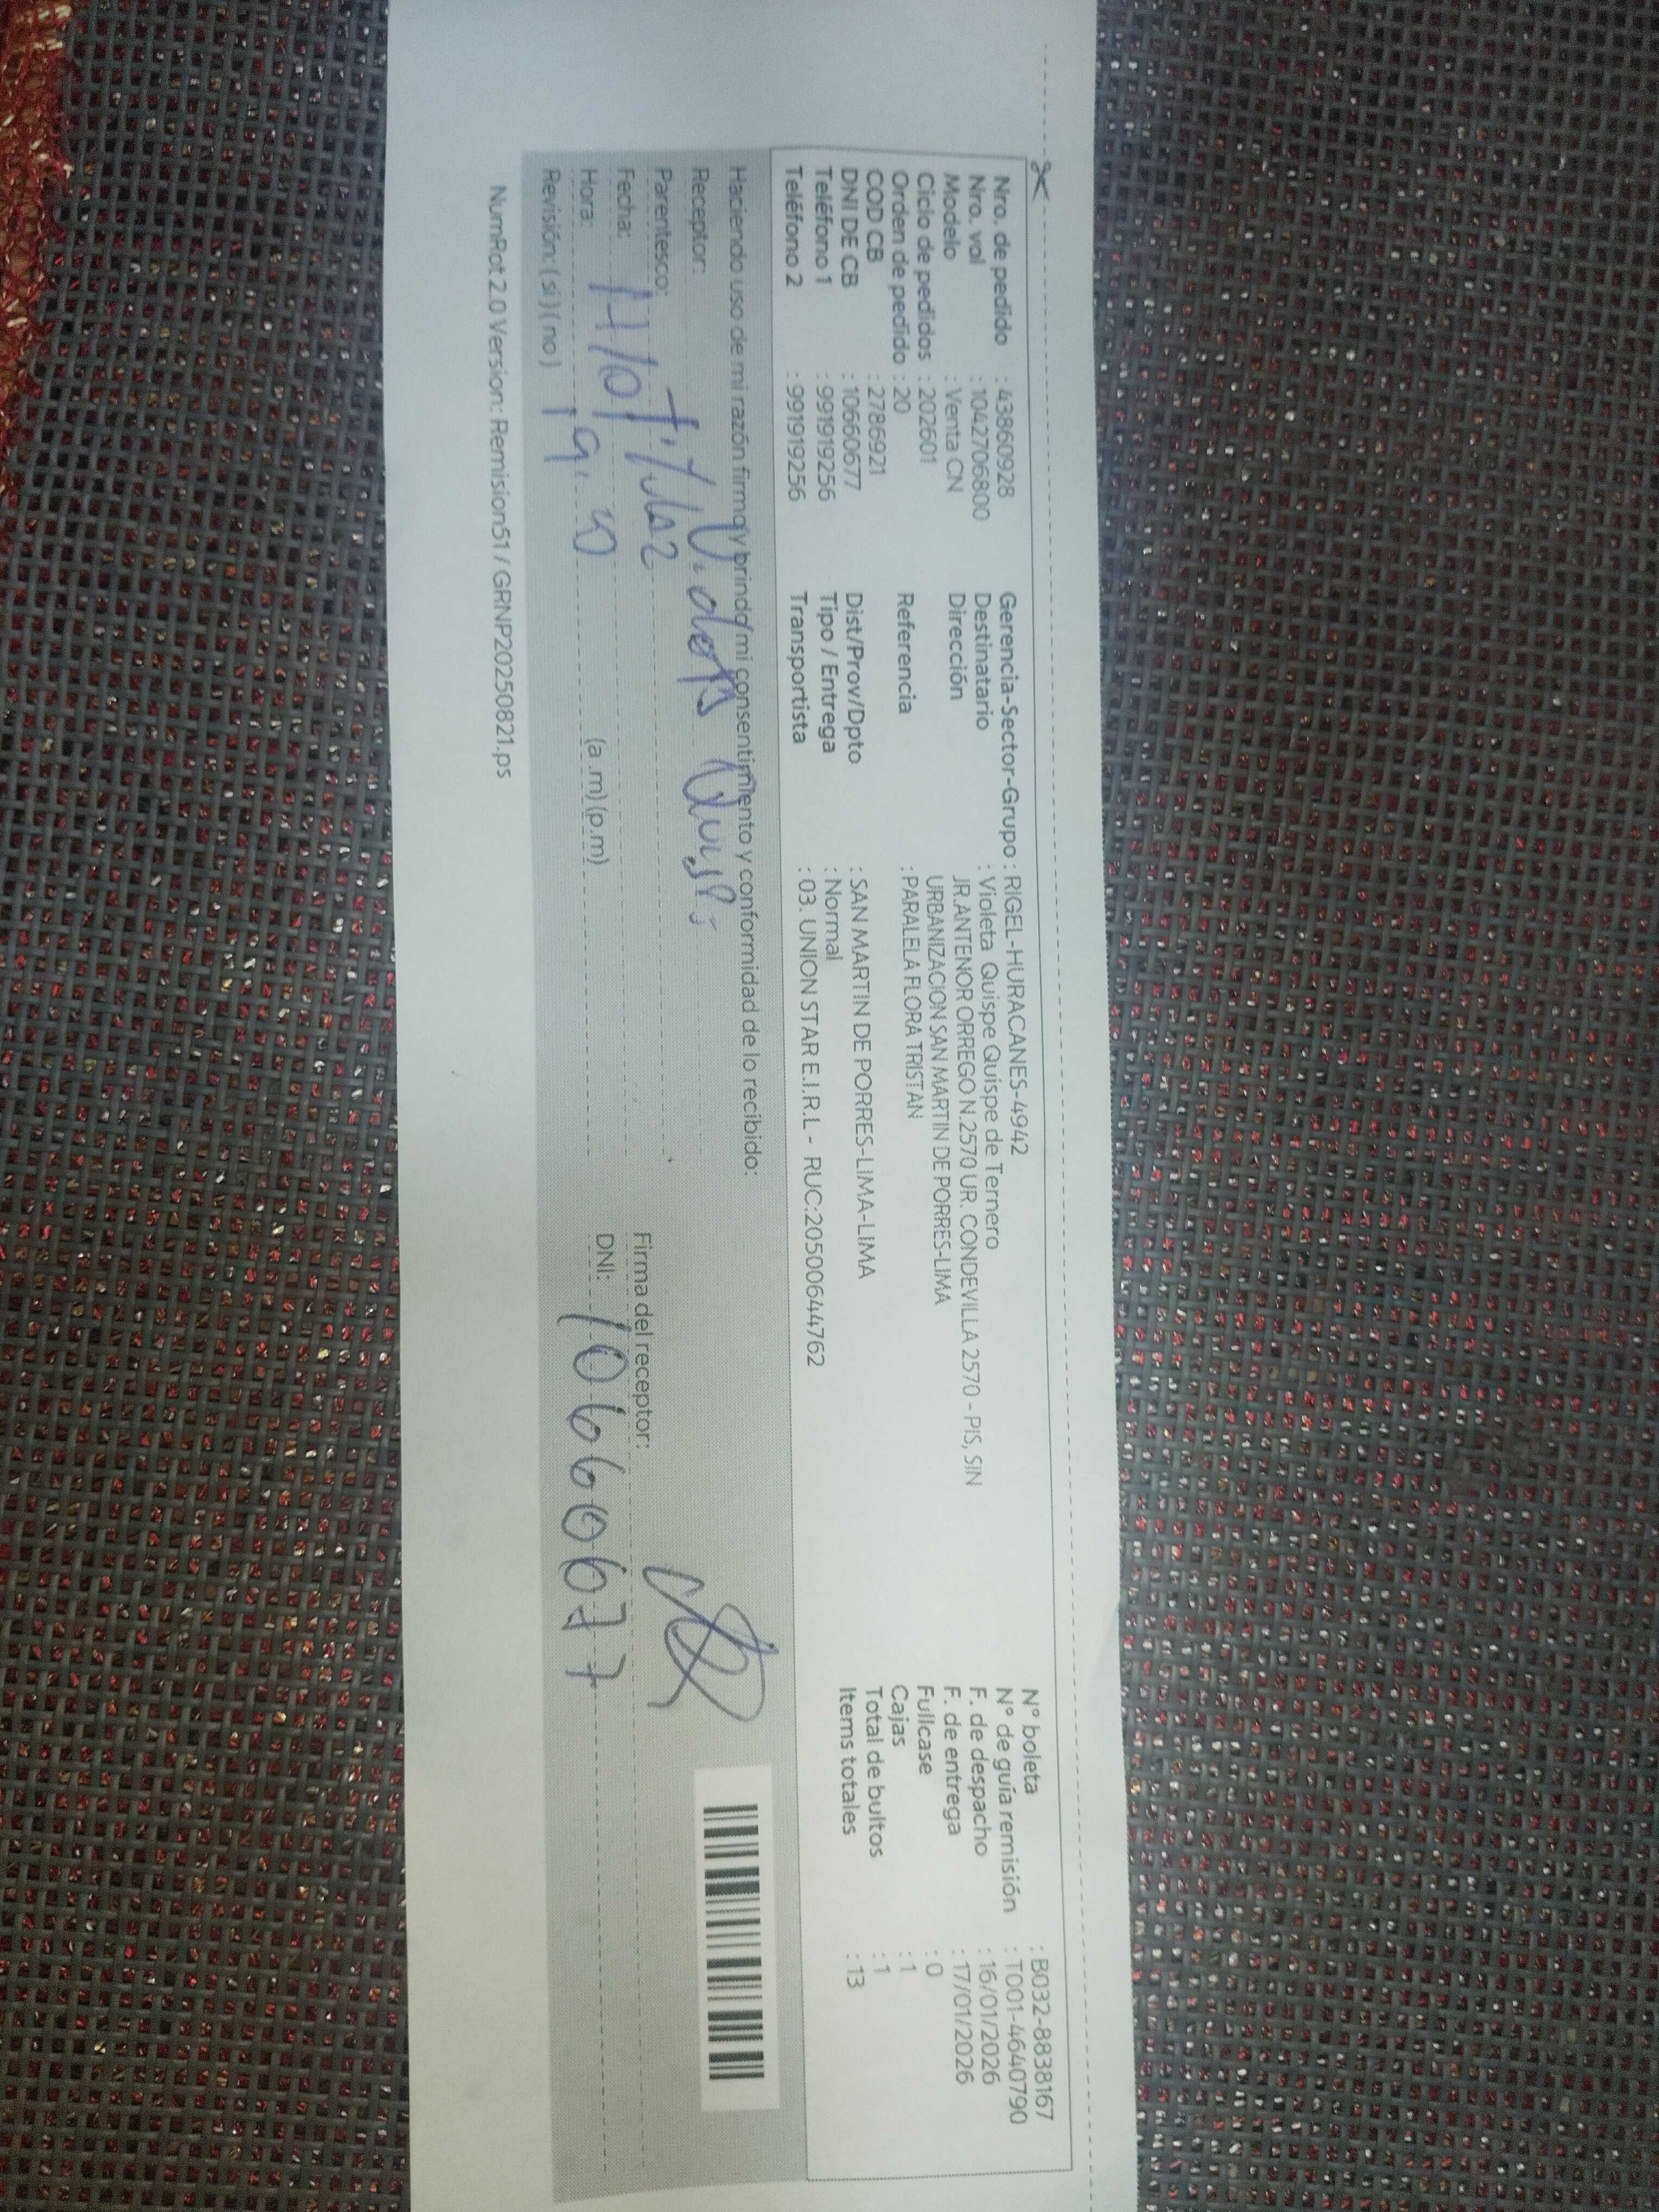 Nro. de pedido : 43860928
Nro. vol : 10427068​00
Modelo : Venta CN
Ciclo de pedidos : 202601
Orden de pedido : 20
COD CB : 2786921
DNI DE CB : 10660677
Teléfono 1 : 991919256
Teléfono 2 : 991919256
Gerencia-Sector-Grupo : RIGEL-HURACANES-4942
Destinatario : Violeta Quispe Quispe de Ternero
Dirección JR.ANTENOR ORREGO N.2570 UR. CONDEVILLA 2570 - PIS, SIN
URBANIZACION SAN MARTIN DE PORRES-LIMA
Referencia : PARALELA FLORA TRISTAN
Dist/Prov/Dpto : SAN MARTIN DE PORRES-LIMA-LIMA
Tipo / Entrega : Normal
Transportista : 03. UNION STAR E.I.R.L - RUC:20500644762
N° boleta : B032-8838167
N° de guía remisión : T001-4640790
F. de despacho : 16/01/2026
F. de entrega : 17/01/2026
Fullcase : 0
Cajas : 1
Total de bultos : 1
Items totales : 13
Haciendo uso de mi razón firmo y brindo mi consentimiento y conformidad de lo recibido:
Receptor: Violeta Quispe
Parentesco: Titular
Fecha:
Hora: (a.m) (p.m)
Revisión: ( si ) ( no )
Firma del receptor:
DNI: 10660677
NumRot 2.0 Version: Remision51 / GRNP20250821.ps